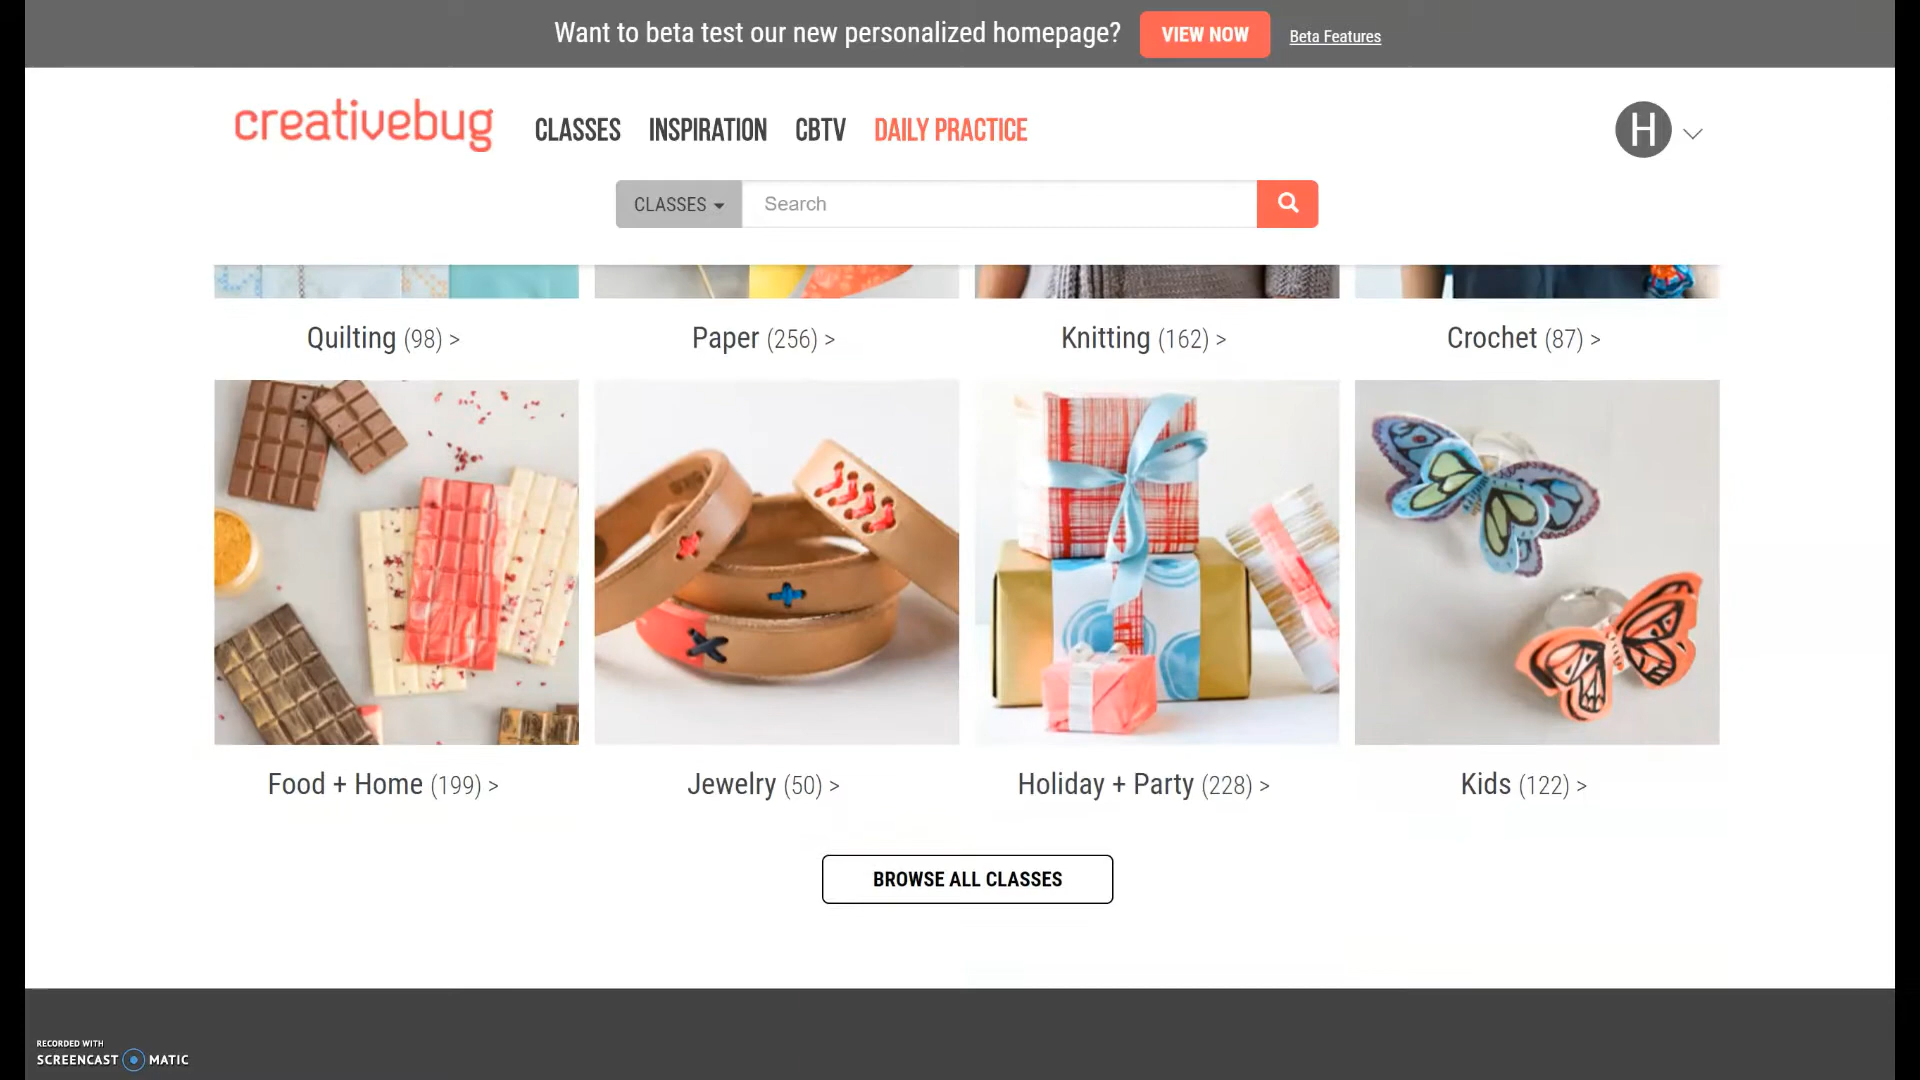 Want to beta test our new personalized homepage? VIEW NOW Beta Features
creativebug CLASSES INSPIRATION CBTV DAILY PRACTICE H
CLASSES Search
Quilting (98) > Paper (256) > Knitting (162) > Crochet (87) >
Food + Home (199) > Jewelry (50) > Holiday + Party (228) > Kids (122) >
BROWSE ALL CLASSES
RECORDED WITH
SCREENCAST MATIC